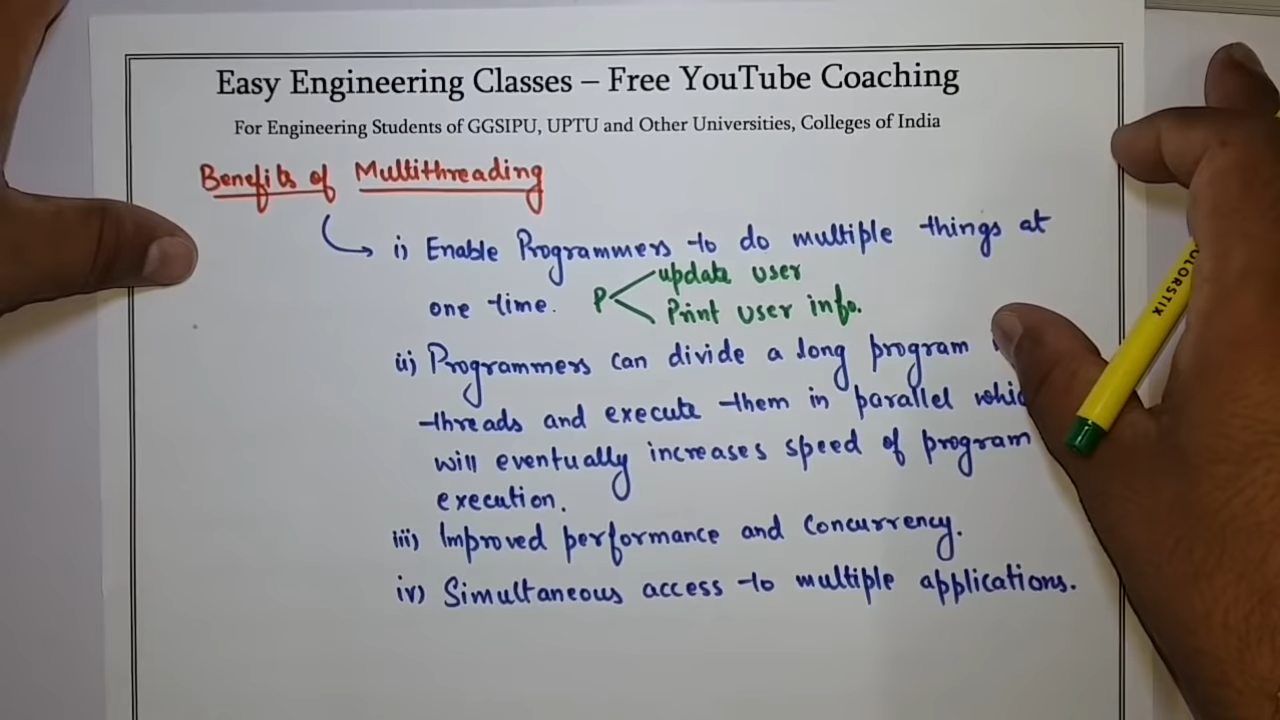 Easy Engineering Classes – Free YouTube Coaching
For Engineering Students of GGSIPU, UPTU and Other Universities, Colleges of India
Benefits of Multithreading
i) Enable Programmers to do multiple things at
one time. P update user
Print user info.
ii) Programmers can divide a long program
threads and execute them in parallel
will eventually increases speed of program
execution.
iii) Improved performance and concurrency.
iv) Simultaneous access to multiple applications.
COLORSTIX